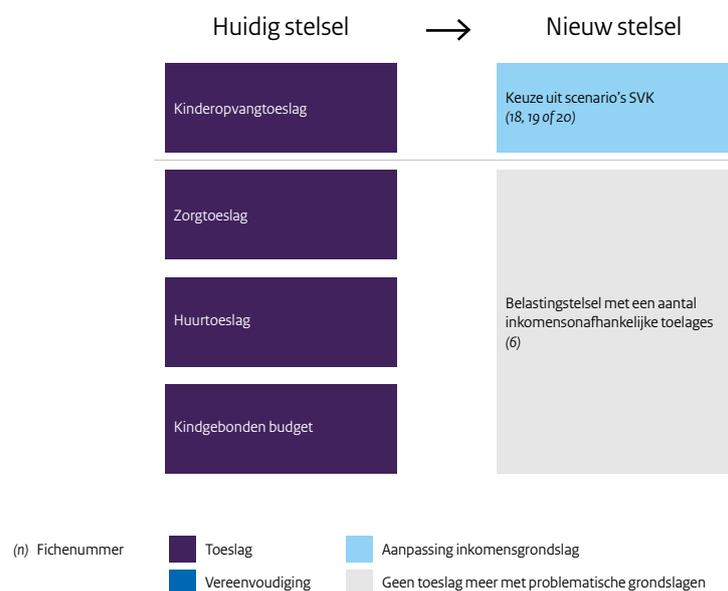 Huidig stelsel → Nieuw stelsel
Kinderopvangtoeslag
Keuze uit scenario's SVK
(18, 19 of 20)
Zorgtoeslag
Huurtoeslag
Kindgebonden budget
Belastingstelsel met een aantal
inkomensonafhankelijke toelages
(6)
(n) Fichenummer
Toeslag
Aanpassing inkomensgrondslag
Vereenvoudiging
Geen toeslag meer met problematische grondslagen